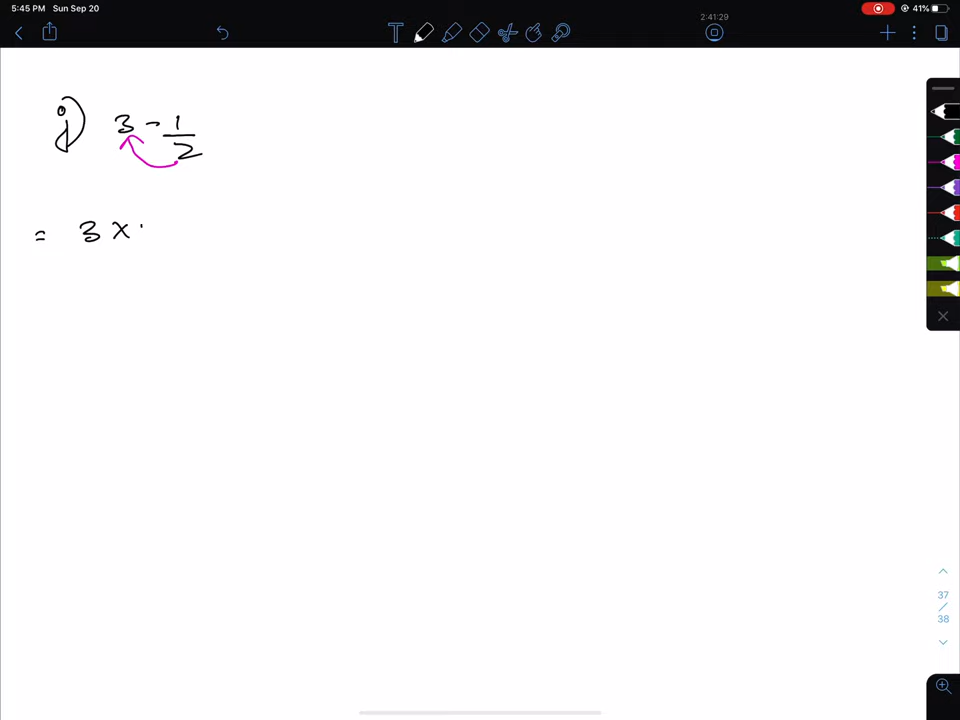 5:45 PM Sun Sep 20
2:41:29
41%
T
j) 3 - 1/2
= 3 x
37
/
38